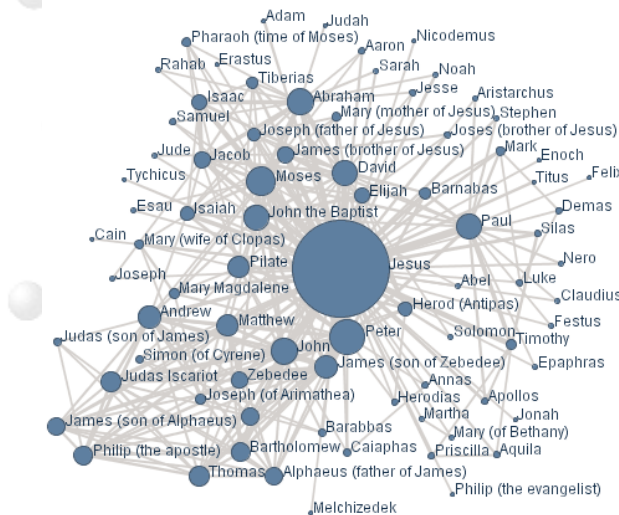 Adam
Judah
Pharaoh (time of Moses)
Nicodemus
Aaron
Rahab
Erastus
Sarah
Noah
Tiberias
Jesse
Aristarchus
Isaac
Abraham
Samuel
Mary (mother of Jesus)
Stephen
Joseph (father of Jesus)
Joses (brother of Jesus)
Jude
Jacob
James (brother of Jesus)
Mark
Enoch
Tychicus
Moses
David
Titus
Felix
Elijah
Barnabas
Esau
Isaiah
John the Baptist
Paul
Demas
Silas
Cain
Mary (wife of Clopas)
Pilate
Jesus
Nero
Joseph
Mary Magdalene
Abel
Luke
Claudius
Andrew
Matthew
Herod (Antipas)
Festus
Judas (son of James)
Peter
Solomon
Timothy
Simon (of Cyrene)
John
James (son of Zebedee)
Epaphras
Judas Iscariot
Zebedee
Annas
Joseph (of Arimathea)
Herodias
Apollos
James (son of Alphaeus)
Martha
Jonah
Barabbas
Mary (of Bethany)
Philip (the apostle)
Bartholomew
Caiaphas
Priscilla
Aquila
Thomas
Alphaeus (father of James)
Philip (the evangelist)
Melchizedek